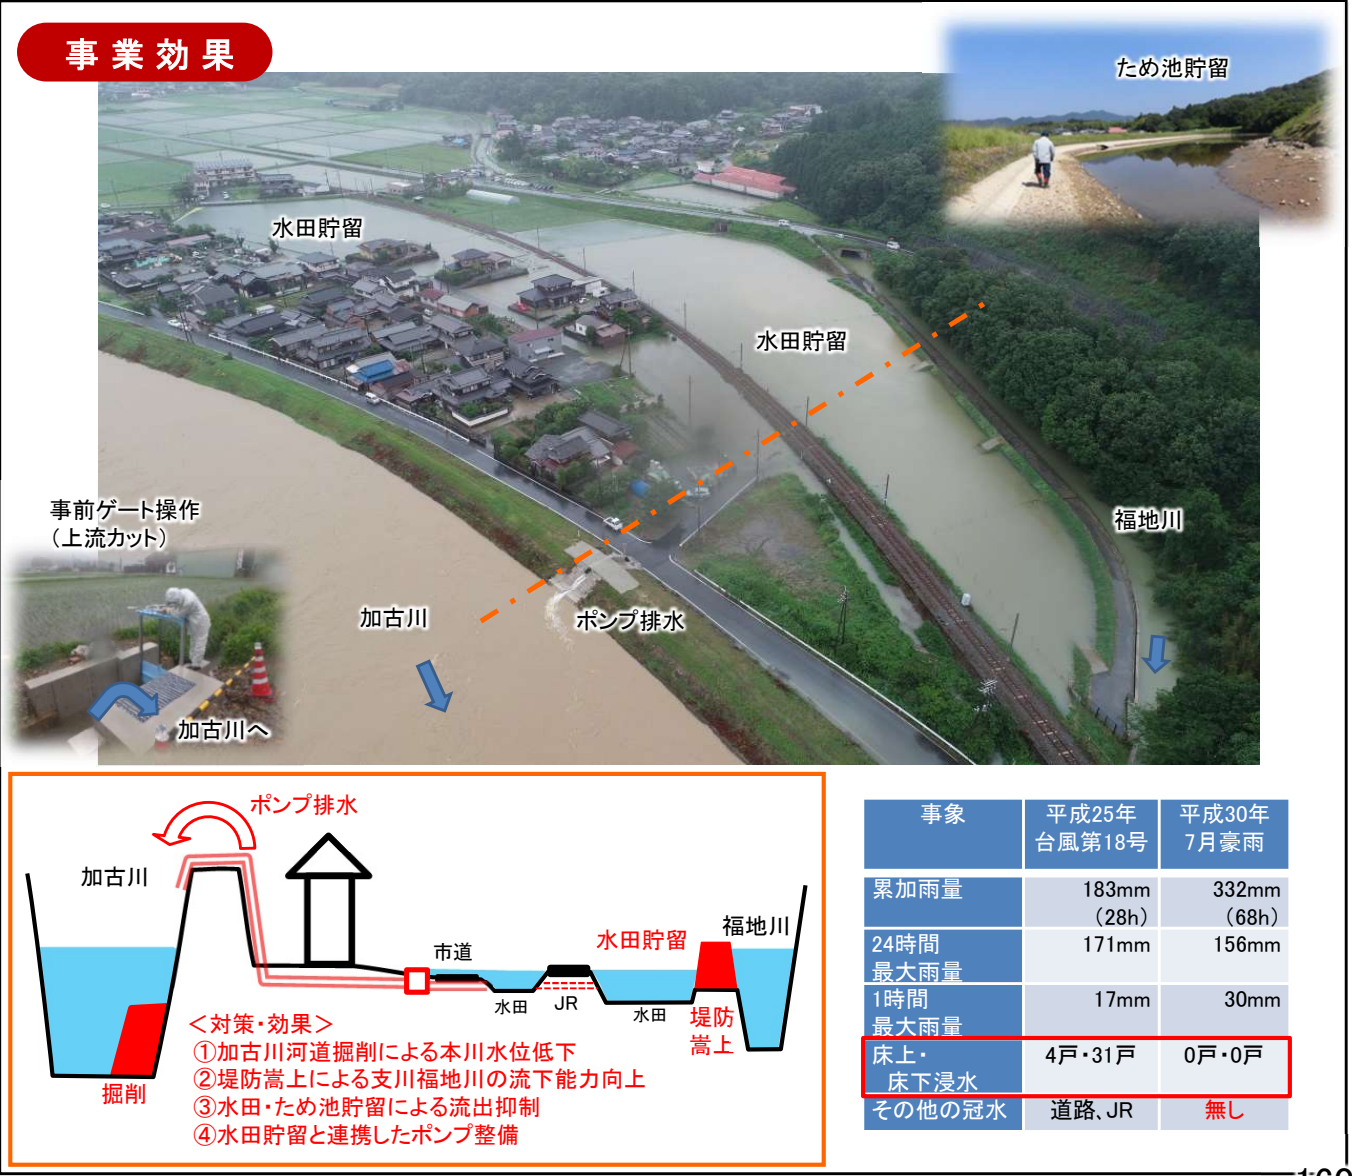 事業効果
ため池貯留
水田貯留
水田貯留
福地川
事前ゲート操作
（上流カット）
加古川
ポンプ排水
加古川へ
ポンプ排水
加古川
福地川
水田貯留
市道
水田
JR
水田
堤防
嵩上
掘削
＜対策・効果＞
①加古川河道掘削による本川水位低下
②堤防嵩上による支川福地川の流下能力向上
③水田・ため池貯留による流出抑制
④水田貯留と連携したポンプ整備
事象 平成25年 平成30年
台風第18号 7月豪雨
累加雨量 183mm 332mm
（28h） （68h）
24時間 171mm 156mm
最大雨量
1時間 17mm 30mm
最大雨量
床上・ 4戸・31戸 0戸・0戸
床下浸水
その他の冠水 道路、JR 無し